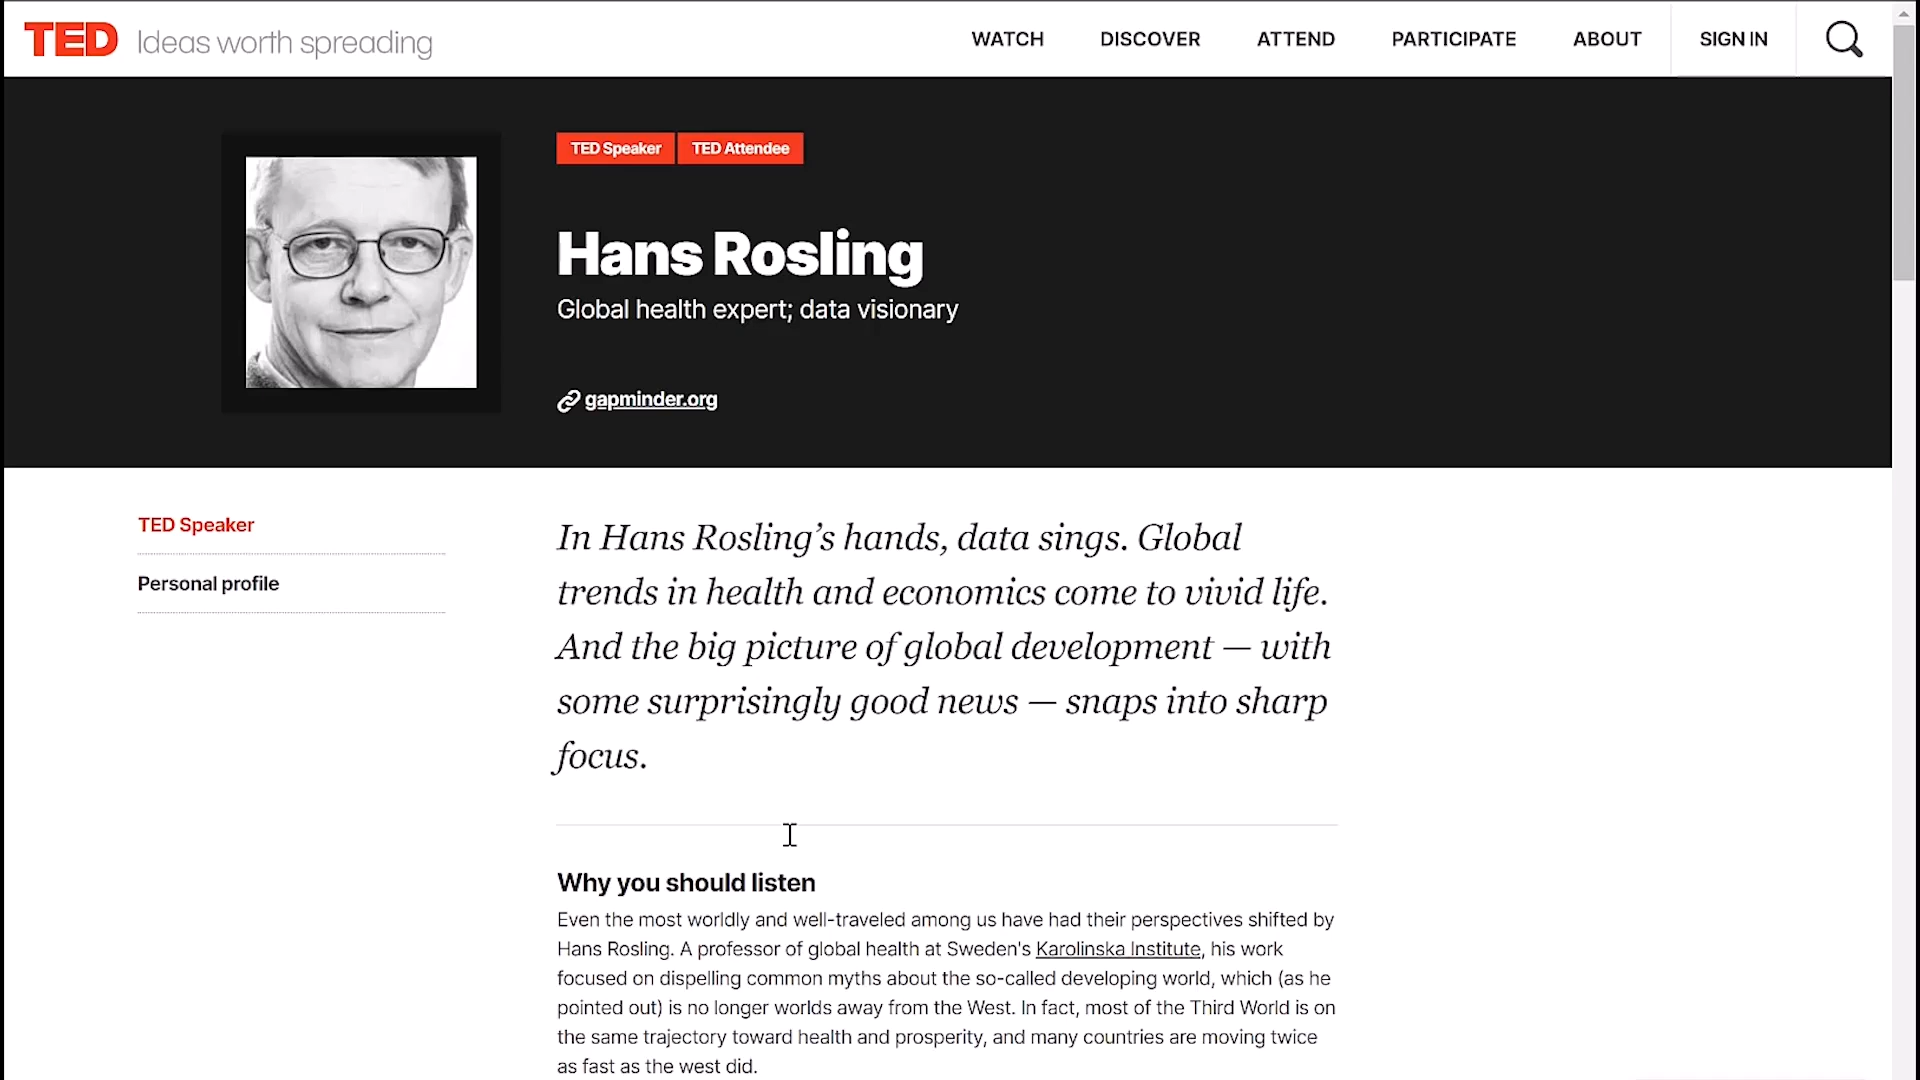 TED Ideas worth spreading
WATCH DISCOVER ATTEND PARTICIPATE ABOUT SIGN IN
TED Speaker TED Attendee
Hans Rosling
Global health expert; data visionary
gapminder.org
TED Speaker
Personal profile
In Hans Rosling’s hands, data sings. Global
trends in health and economics come to vivid life.
And the big picture of global development — with
some surprisingly good news — snaps into sharp
focus.
Why you should listen
Even the most worldly and well-traveled among us have had their perspectives shifted by
Hans Rosling. A professor of global health at Sweden's Karolinska Institute, his work
focused on dispelling common myths about the so-called developing world, which (as he
pointed out) is no longer worlds away from the West. In fact, most of the Third World is on
the same trajectory toward health and prosperity, and many countries are moving twice
as fast as the west did.